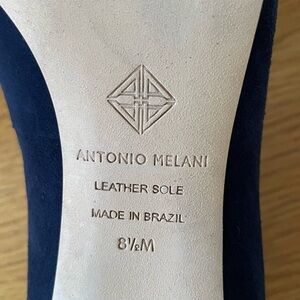 ANTONIO MELANI
LEATHER SOLE
MADE IN BRAZIL
8½M